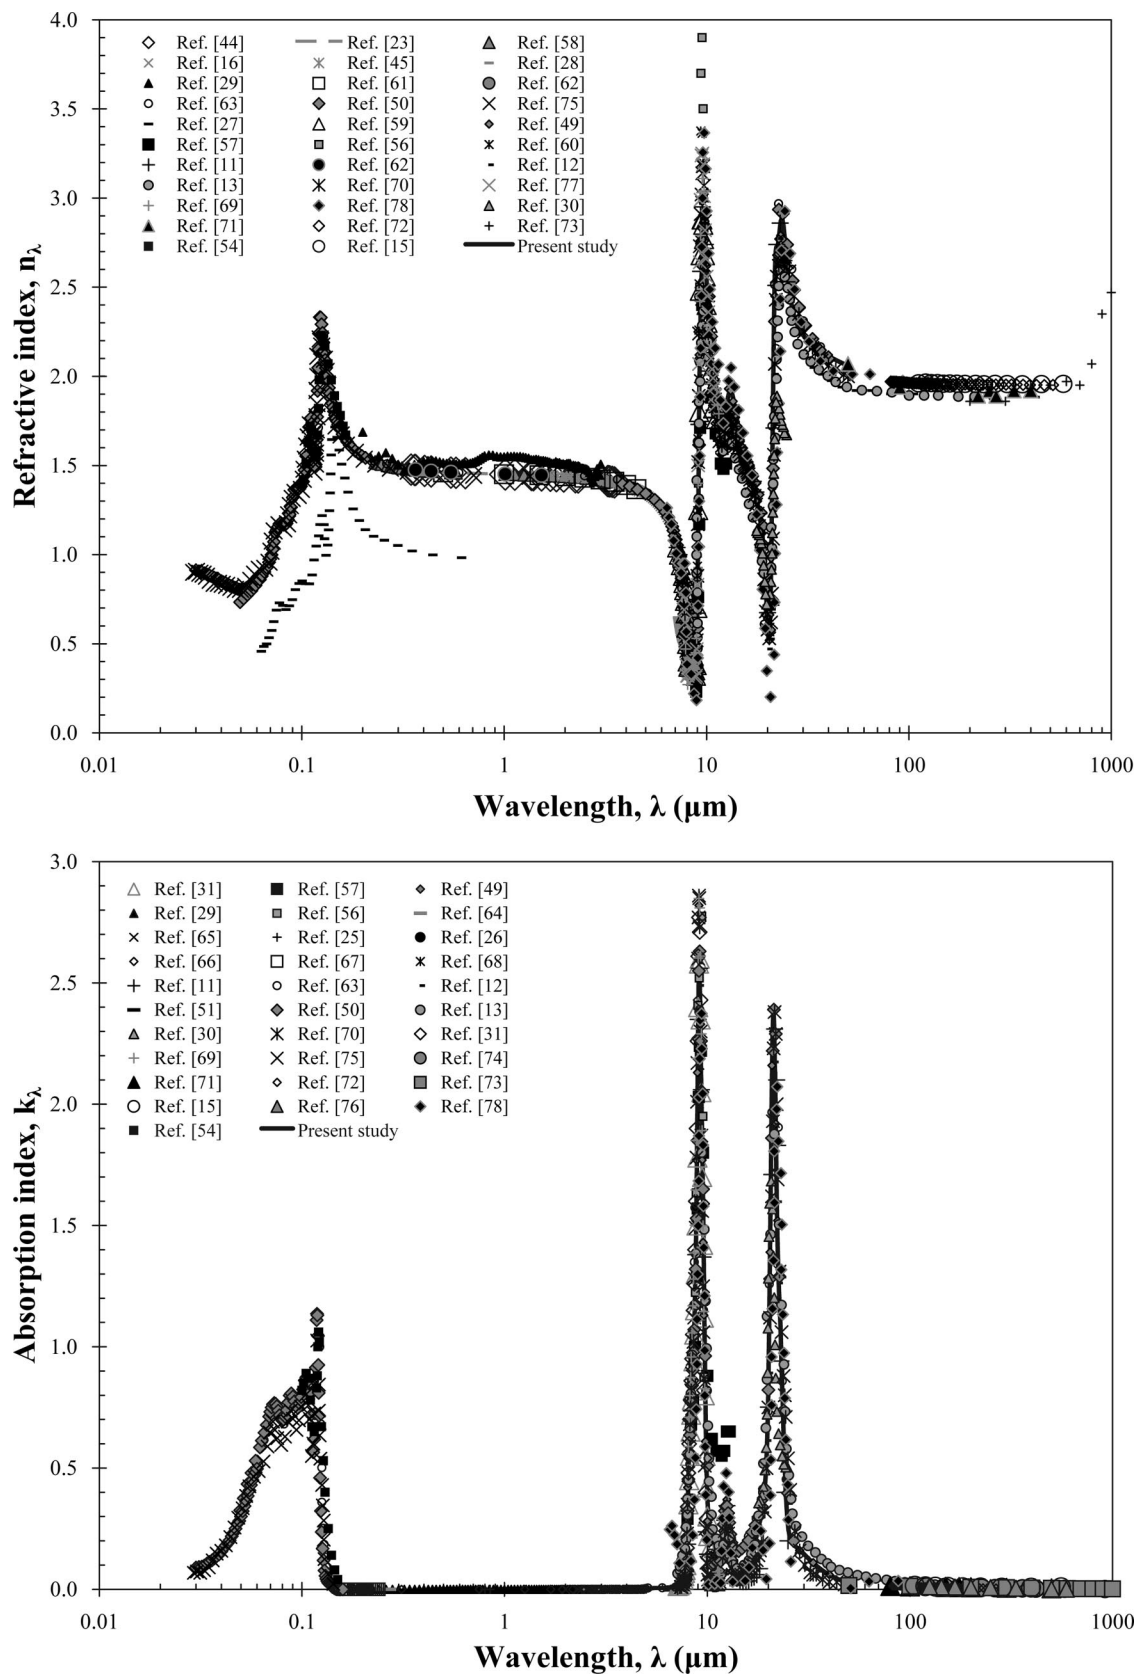 4.0
3.5
3.0
2.5
2.0
1.5
1.0
0.5
0.0
Refractive index, nλ
Ref. [44] Ref. [23] Ref. [58]
Ref. [16] Ref. [45] Ref. [28]
Ref. [29] Ref. [61] Ref. [62]
Ref. [63] Ref. [50] Ref. [75]
Ref. [27] Ref. [59] Ref. [49]
Ref. [57] Ref. [56] Ref. [60]
Ref. [11] Ref. [62] Ref. [12]
Ref. [13] Ref. [70] Ref. [77]
Ref. [69] Ref. [78] Ref. [30]
Ref. [71] Ref. [72] Ref. [73]
Ref. [54] Ref. [15] Present study
0.01 0.1 1 10 100 1000
Wavelength, λ (μm)
3.0
2.5
2.0
1.5
1.0
0.5
0.0
Absorption index, kλ
Ref. [31] Ref. [57] Ref. [49]
Ref. [29] Ref. [56] Ref. [64]
Ref. [65] Ref. [25] Ref. [26]
Ref. [66] Ref. [67] Ref. [68]
Ref. [11] Ref. [63] Ref. [12]
Ref. [51] Ref. [50] Ref. [13]
Ref. [30] Ref. [70] Ref. [31]
Ref. [69] Ref. [75] Ref. [74]
Ref. [71] Ref. [72] Ref. [73]
Ref. [15] Ref. [76] Ref. [78]
Ref. [54] Present study
0.01 0.1 1 10 100 1000
Wavelength, λ (μm)